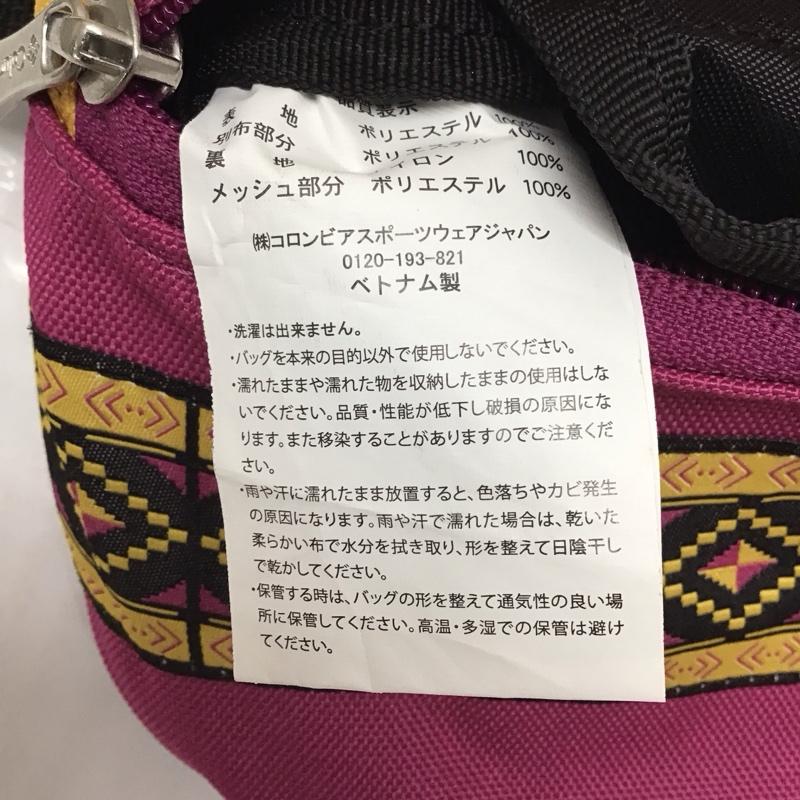 品質表示
表 地 ポリエステル 100%
別布部分 ポリエステル 100%
裏 地 ナイロン 100%
メッシュ部分 ポリエステル 100%
㈱コロンビアスポーツウェアジャパン
0120-193-821
ベトナム製
・洗濯は出来ません。
・バッグを本来の目的以外で使用しないでください。
・濡れたままや濡れた物を収納したままの使用はしな
いでください。品質・性能が低下し破損の原因にな
ります。また移染することがありますのでご注意くだ
さい。
・雨や汗に濡れたまま放置すると、色落ちやカビ発生
の原因になります。雨や汗で濡れた場合は、乾いた
柔らかい布で水分を拭き取り、形を整えて日陰干し
で乾かしてください。
・保管する時は、バッグの形を整えて通気性の良い場
所に保管してください。高温・多湿での保管は避け
てください。